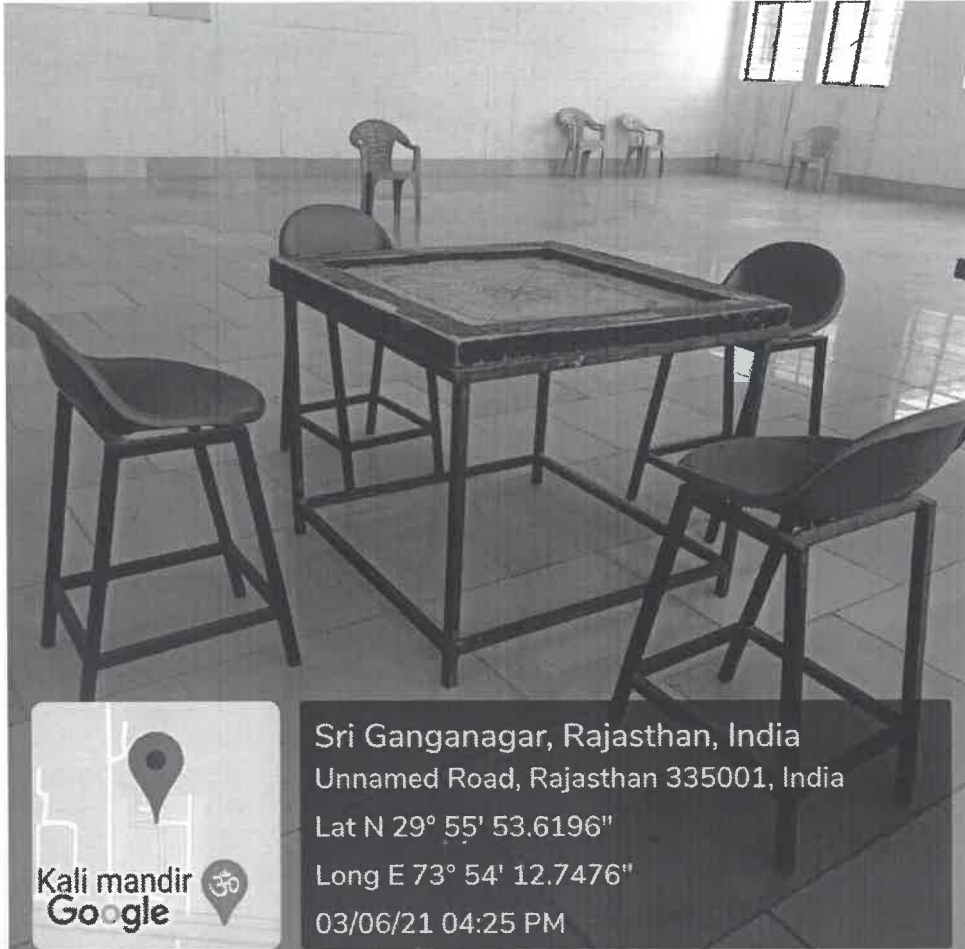 Sri Ganganagar, Rajasthan, India
Unnamed Road, Rajasthan 335001, India
Lat N 29° 55' 53.6196"
Long E 73° 54' 12.7476"
03/06/21 04:25 PM
Kali mandir
ॐ
Google